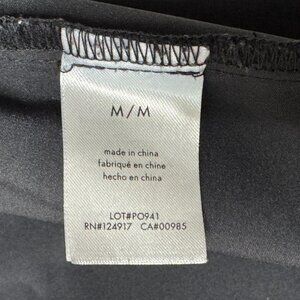 M/M
made in china
fabriqué en chine
hecho en china
LOT#PO941
RN#124917 CA#00985